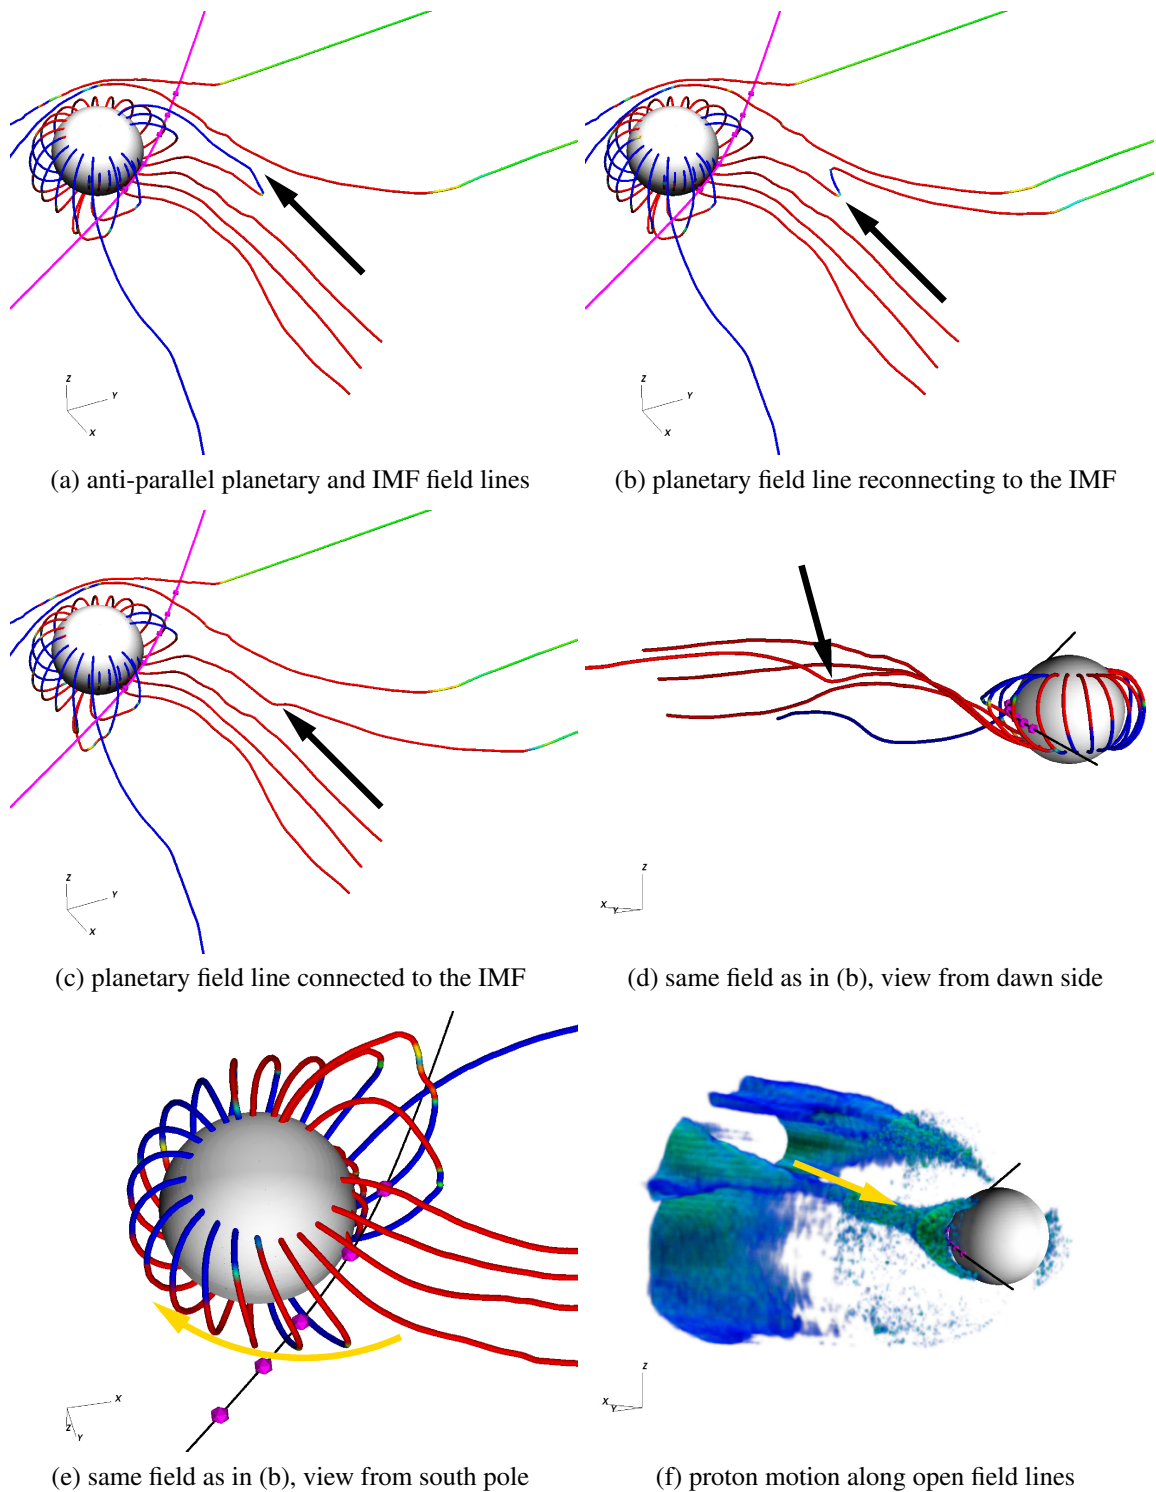 Z
Y
X
Z
Y
X
(a) anti-parallel planetary and IMF field lines
(b) planetary field line reconnecting to the IMF
Z
Y
X
Z
X
Y
(c) planetary field line connected to the IMF
(d) same field as in (b), view from dawn side
X
Z
Y
Z
X
Y
(e) same field as in (b), view from south pole
(f) proton motion along open field lines